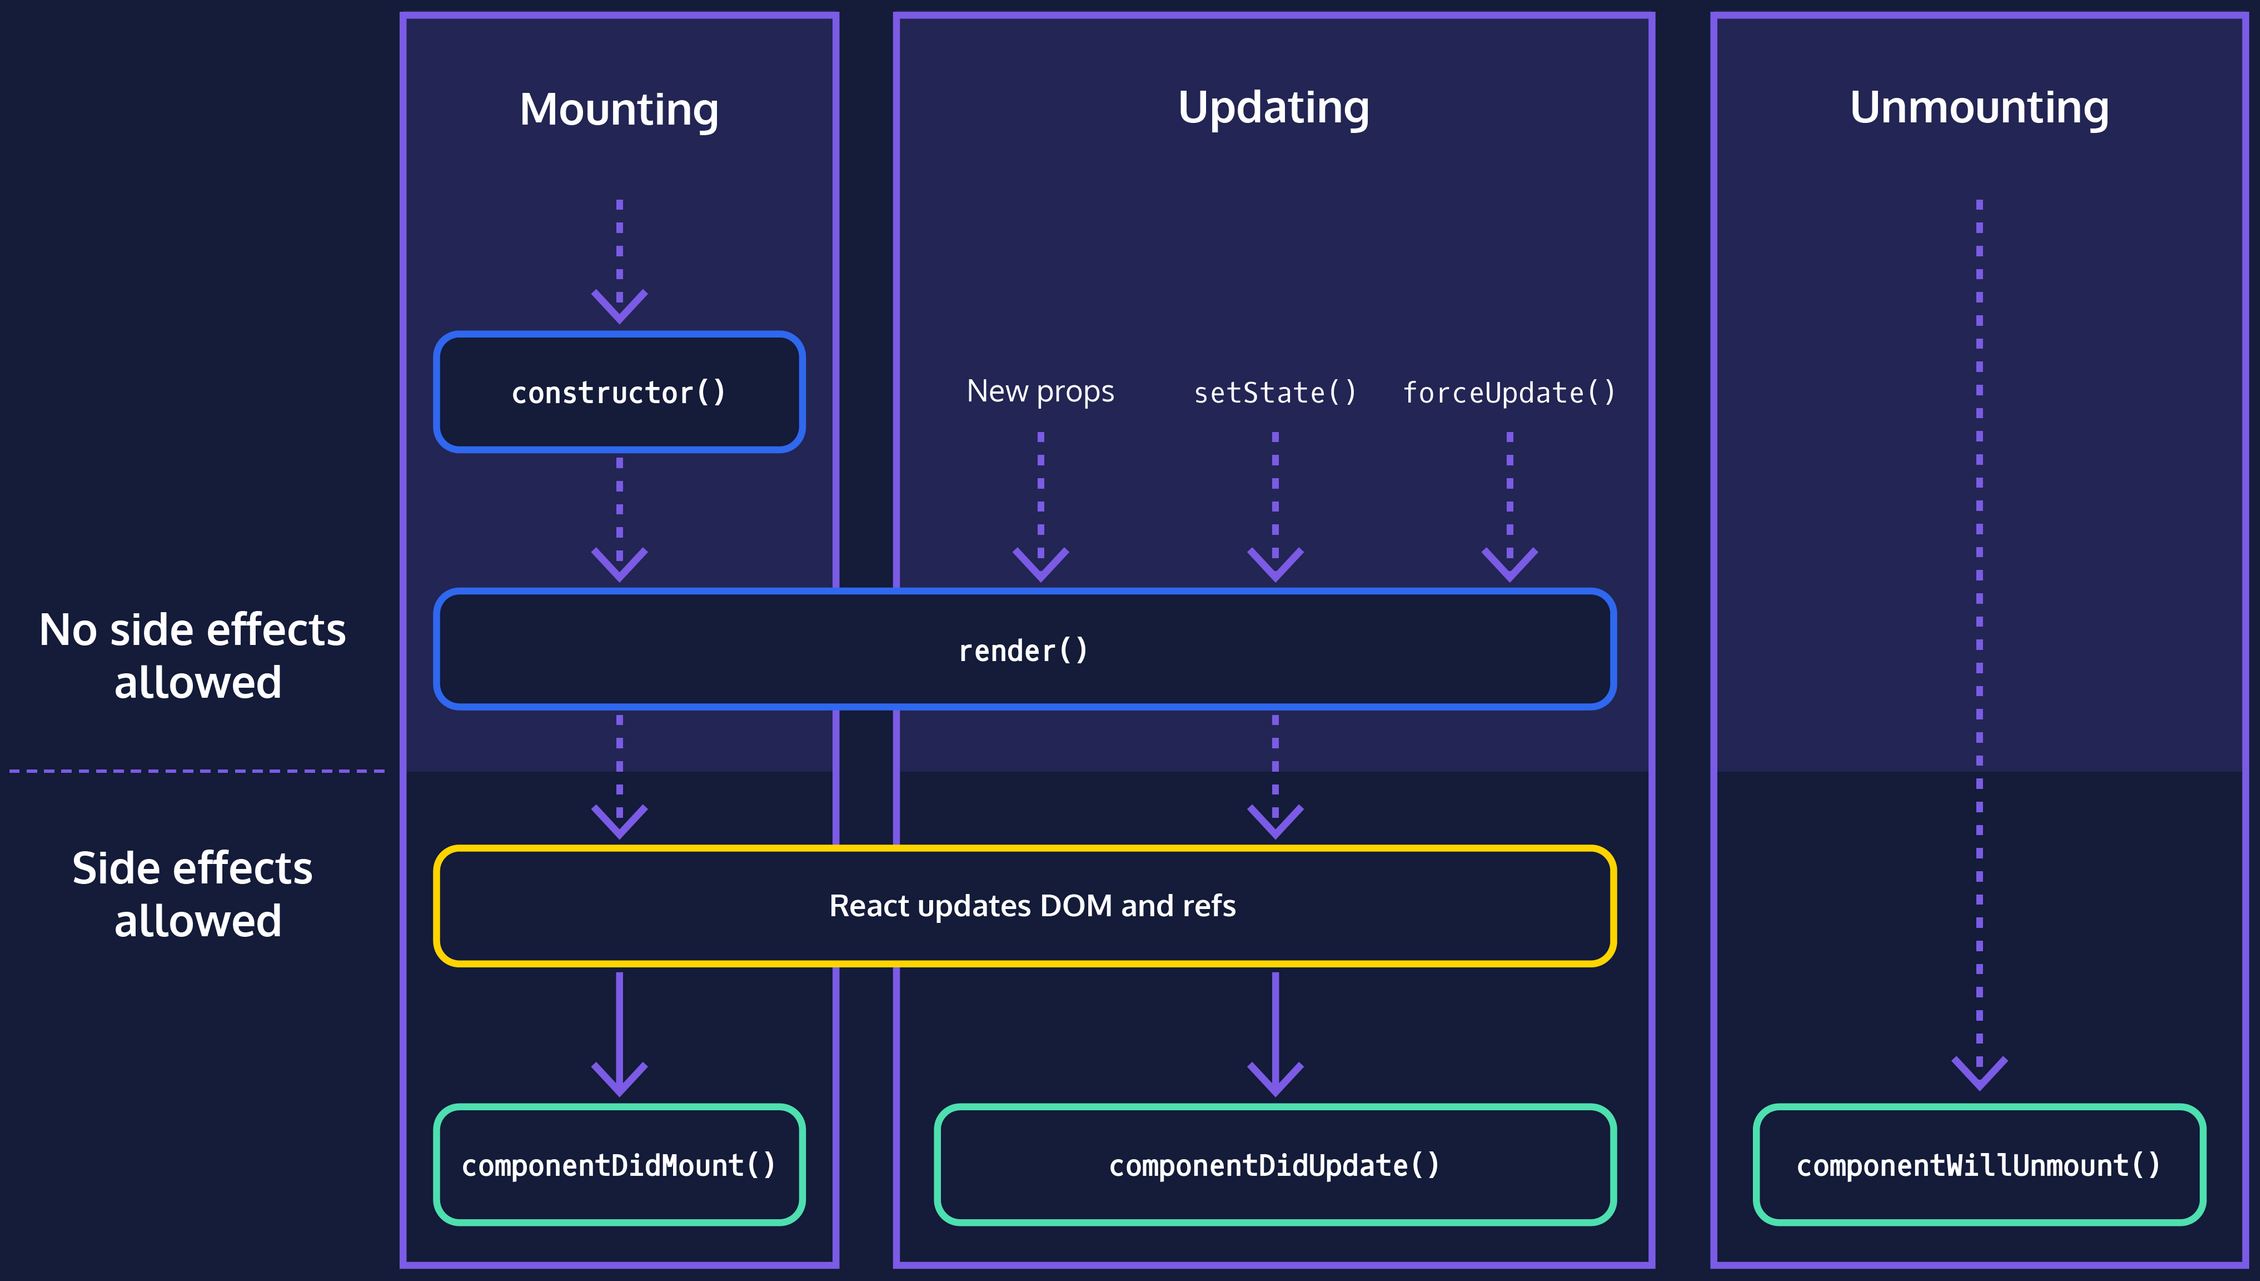 Mounting
Updating
Unmounting
constructor()
New props
setState()
forceUpdate()
No side effects
allowed
render()
Side effects
allowed
React updates DOM and refs
componentDidMount()
componentDidUpdate()
componentWillUnmount()